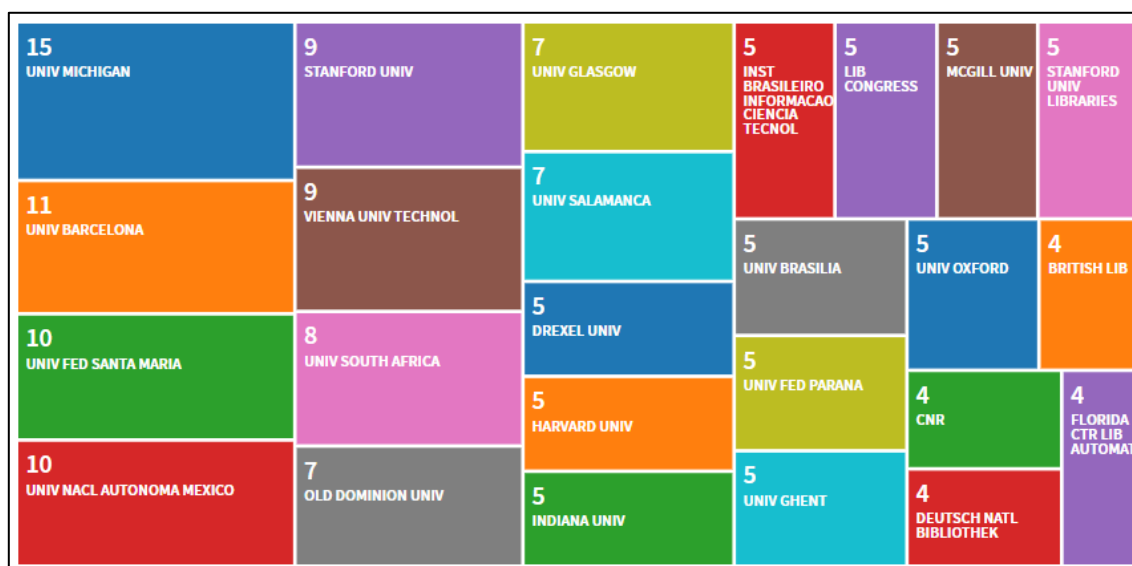 15
UNIV MICHIGAN
11
UNIV BARCELONA
10
UNIV FED SANTA MARIA
10
UNIV NACL AUTONOMA MEXICO
9
STANFORD UNIV
9
VIENNA UNIV TECHNOL
8
UNIV SOUTH AFRICA
7
OLD DOMINION UNIV
7
UNIV GLASGOW
7
UNIV SALAMANCA
5
DREXEL UNIV
5
HARVARD UNIV
5
INDIANA UNIV
5
INST
BRASILEIRO
INFORMACAO
CIENCIA
TECNOL
5
LIB
CONGRESS
5
MCGILL UNIV
5
STANFORD
UNIV
LIBRARIES
5
UNIV BRASILIA
5
UNIV FED PARANA
5
UNIV GHENT
5
UNIV OXFORD
4
BRITISH LIB
4
CNR
4
DEUTSCH NATL
BIBLIOTHEK
4
FLORIDA
CTR LIB
AUTOMAT